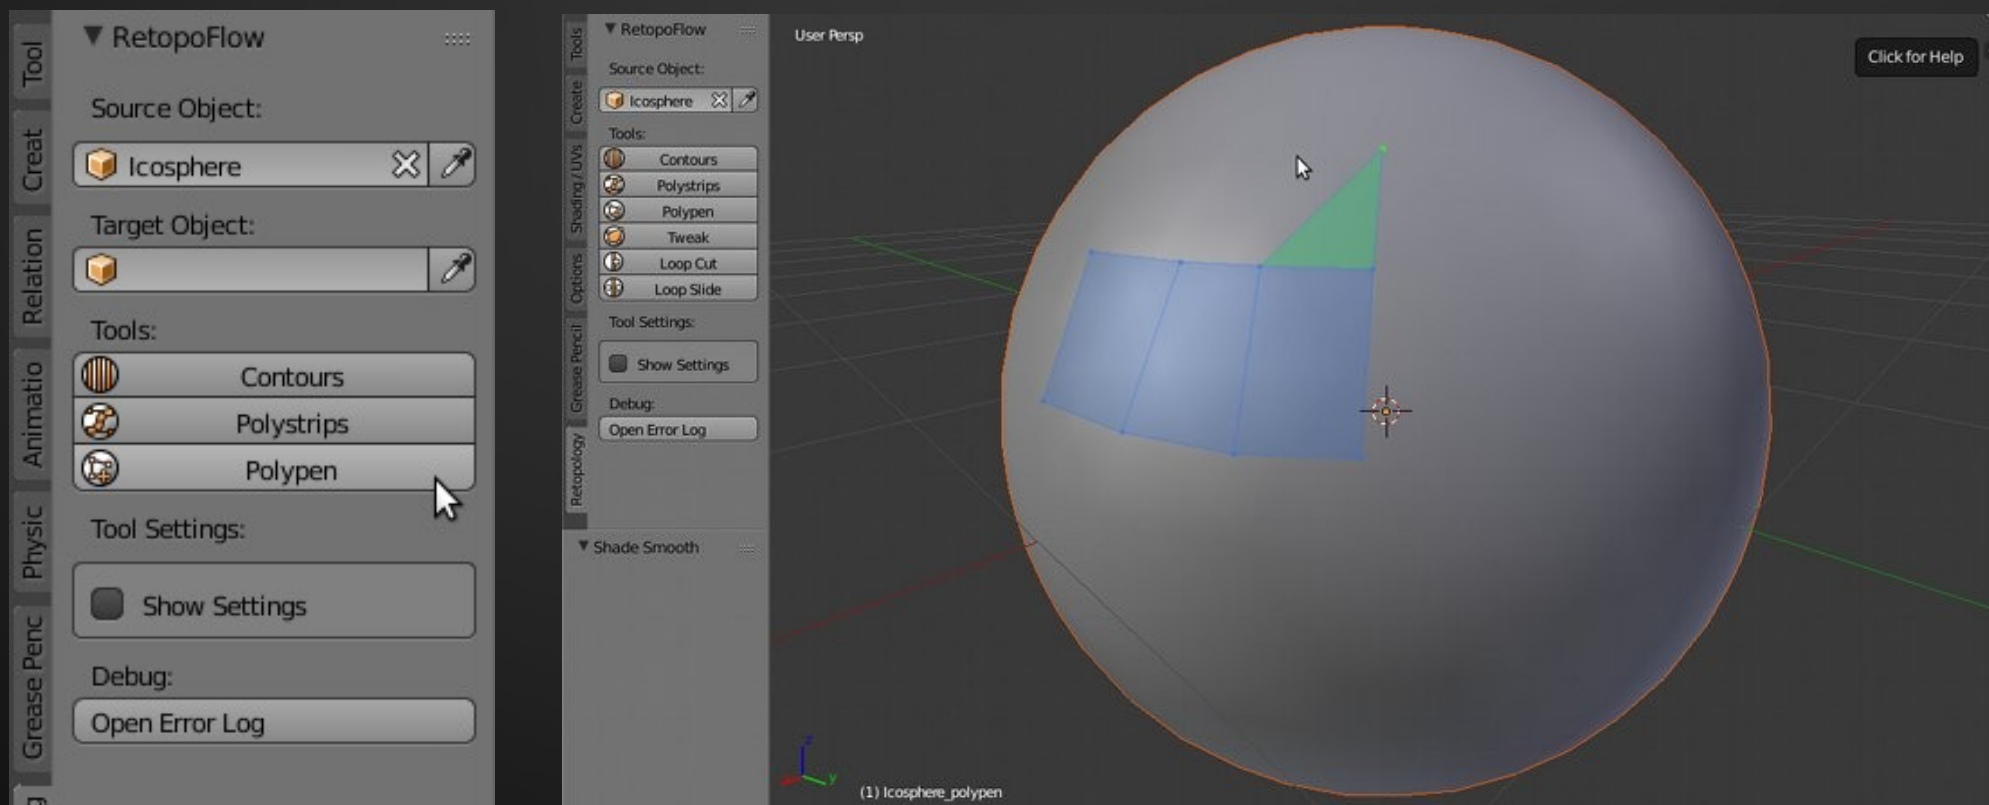 RetopoFlow
Source Object:
Icosphere
Target Object:
Tools:
Contours
Polystrips
Polypen
Tool Settings:
Show Settings
Debug:
Open Error Log
Tool
Creat
Relation
Animatio
Physic
Grease Penc
RetopoFlow
Source Object:
Icosphere
Tools:
Contours
Polystrips
Polypen
Tweak
Loop Cut
Loop Slide
Tool Settings:
Show Settings
Debug:
Open Error Log
Shade Smooth
Tools
Create
Shading / UVs
Options
Grease Pencil
Retopology
User Persp
Click for Help
z
y
(1) Icosphere_polypen